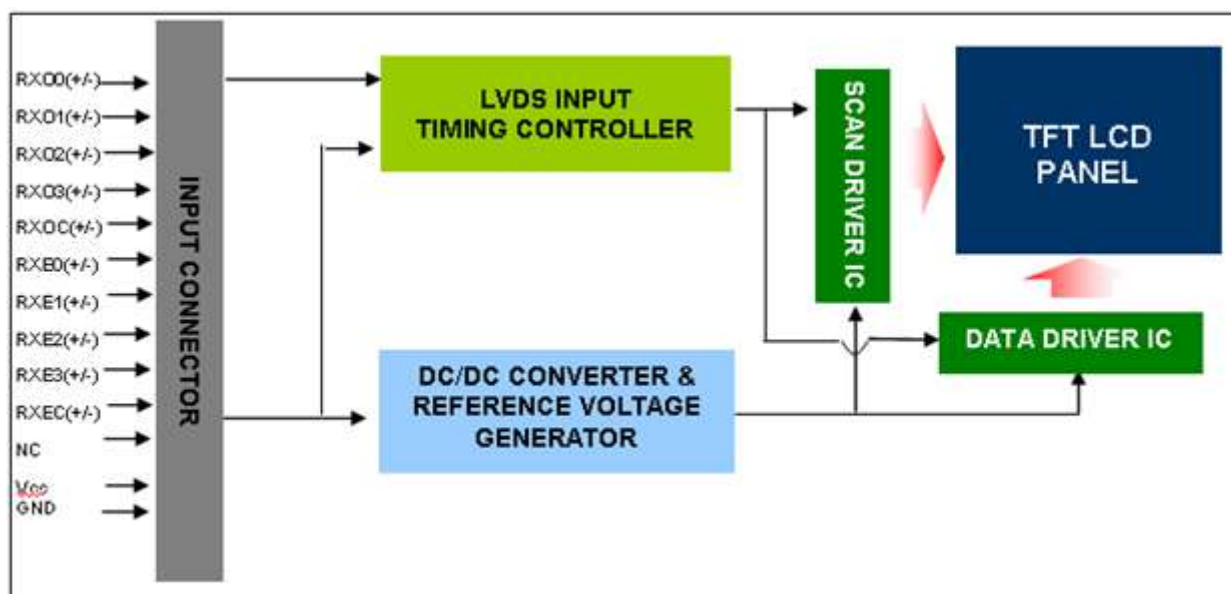 RXO0(+/-)
RXO1(+/-)
RXO2(+/-)
RXO3(+/-)
RXOC(+/-)
RXE0(+/-)
RXE1(+/-)
RXE2(+/-)
RXE3(+/-)
RXEC(+/-)
NC
Vcc
GND
INPUT CONNECTOR
LVDS INPUT
TIMING CONTROLLER
DC/DC CONVERTER &
REFERENCE VOLTAGE
GENERATOR
SCAN DRIVER IC
TFT LCD
PANEL
DATA DRIVER IC